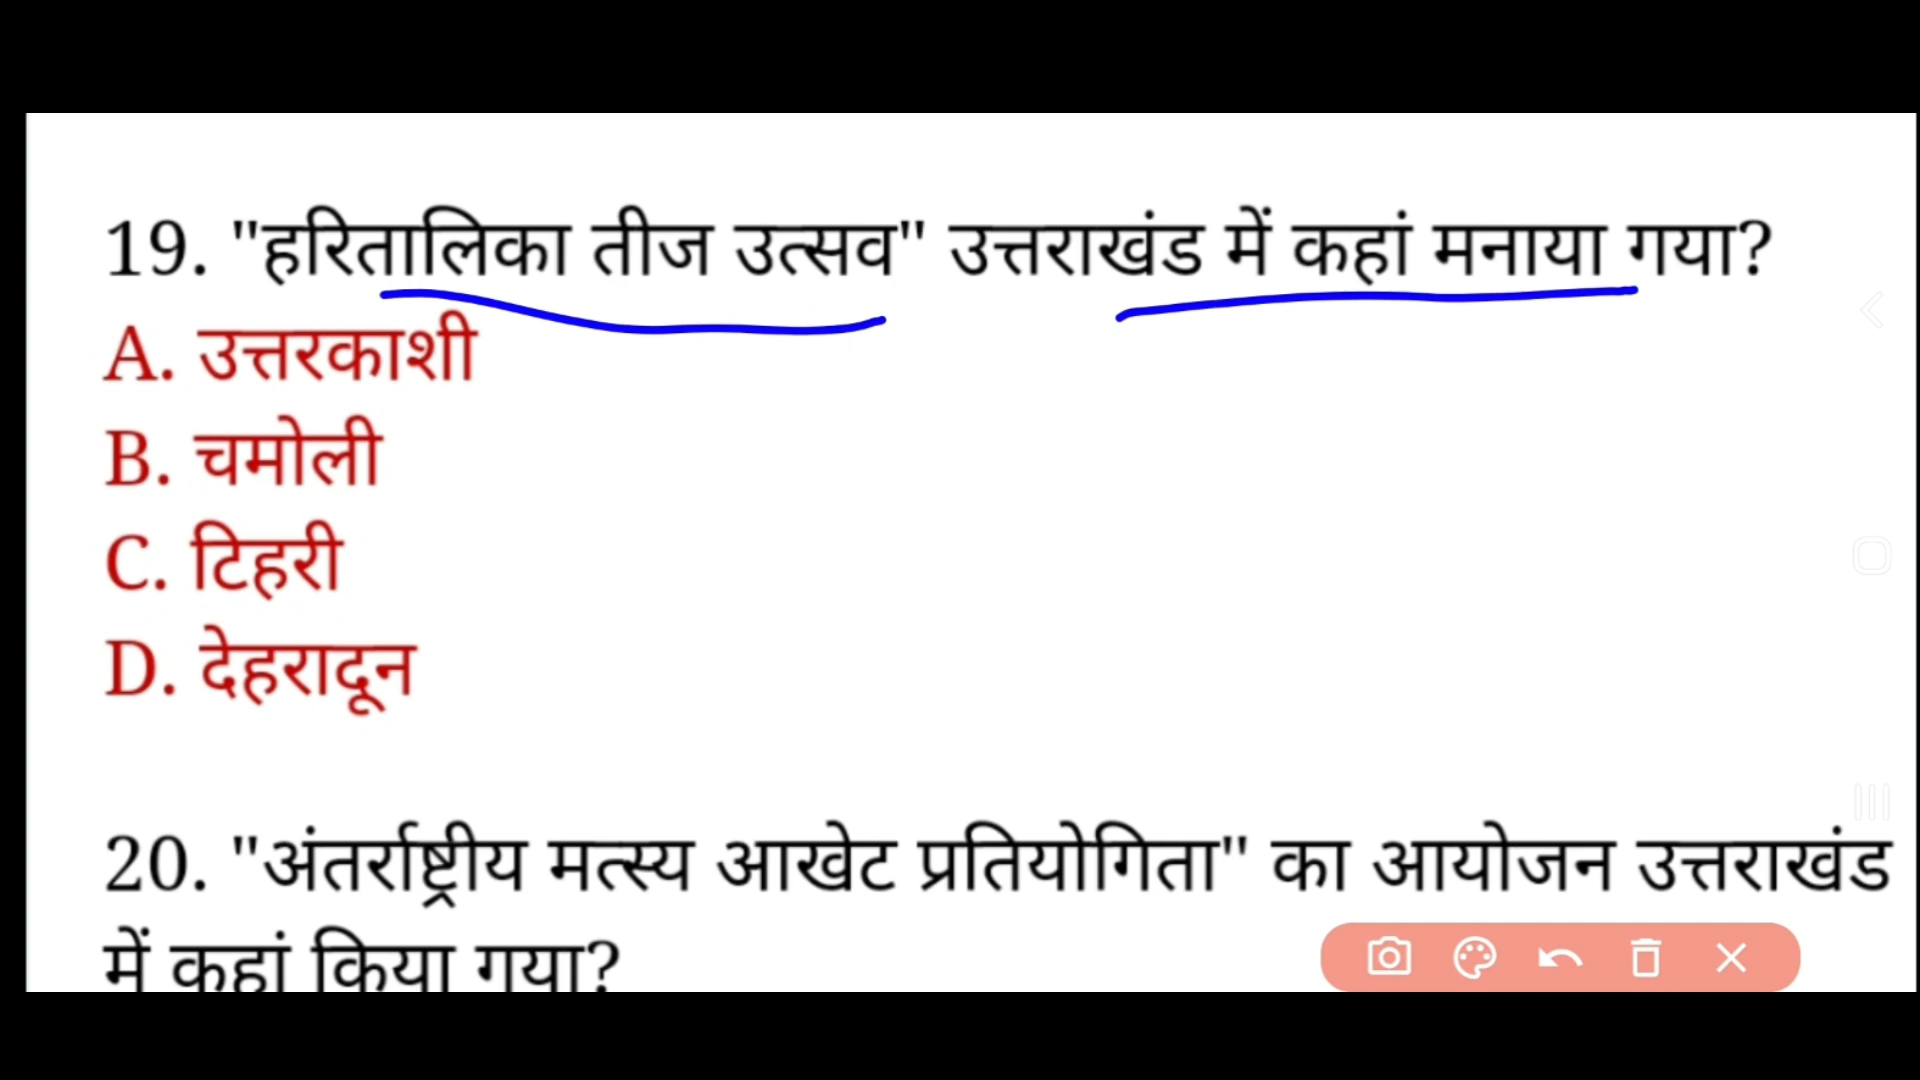 19. "हरितालिका तीज उत्सव" उत्तराखंड में कहां मनाया गया?
A. उत्तरकाशी
B. चमोली
C. टिहरी
D. देहरादून
20. "अंतर्राष्ट्रीय मत्स्य आखेट प्रतियोगिता" का आयोजन उत्तराखंड
में कहां किया गया?